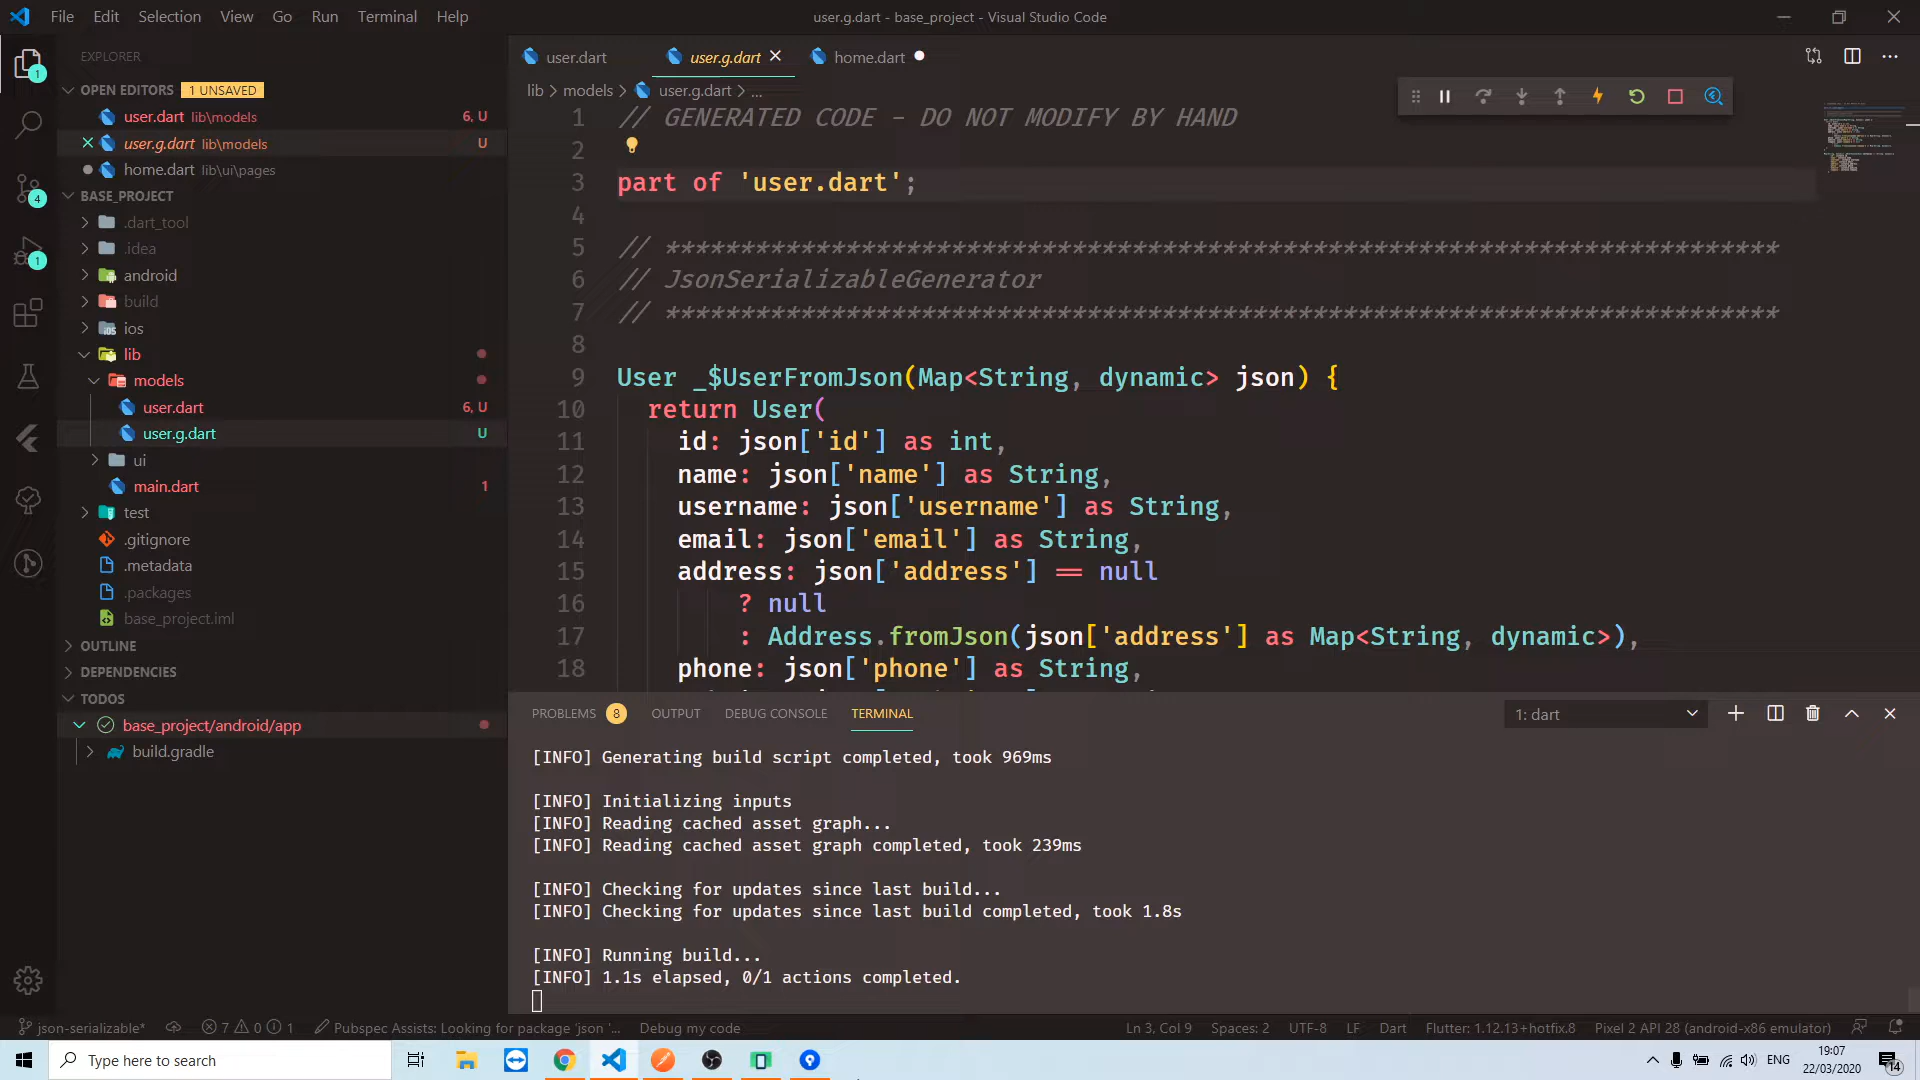 File Edit Selection View Go Run Terminal Help
user.g.dart - base_project - Visual Studio Code
EXPLORER
OPEN EDITORS 1 UNSAVED
user.dart lib\models 6, U
user.g.dart lib\models U
home.dart lib\ui\pages
BASE_PROJECT
.dart_tool
.idea
android
build
ios
lib
models
user.dart 6, U
user.g.dart U
ui
main.dart 1
test
.gitignore
.metadata
.packages
base_project.iml
OUTLINE
DEPENDENCIES
TODOS
base_project/android/app
build.gradle
1
4
1
user.dart user.g.dart home.dart
lib > models > user.g.dart > ...
1 // GENERATED CODE - DO NOT MODIFY BY HAND
2
3 part of 'user.dart';
4
5 // **************************************************************************
6 // JsonSerializableGenerator
7 // **************************************************************************
8
9 User _$UserFromJson(Map<String, dynamic> json) {
10 return User(
11 id: json['id'] as int,
12 name: json['name'] as String,
13 username: json['username'] as String,
14 email: json['email'] as String,
15 address: json['address'] == null
16 ? null
17 : Address.fromJson(json['address'] as Map<String, dynamic>),
18 phone: json['phone'] as String,
PROBLEMS 8 OUTPUT DEBUG CONSOLE TERMINAL 1: dart
[INFO] Generating build script completed, took 969ms
[INFO] Initializing inputs
[INFO] Reading cached asset graph...
[INFO] Reading cached asset graph completed, took 239ms
[INFO] Checking for updates since last build...
[INFO] Checking for updates since last build completed, took 1.8s
[INFO] Running build...
[INFO] 1.1s elapsed, 0/1 actions completed.
json-serializable* 7 0 1 Pubspec Assists: Looking for package 'json '... Debug my code Ln 3, Col 9 Spaces: 2 UTF-8 LF Dart Flutter: 1.12.13+hotfix.8 Pixel 2 API 28 (android-x86 emulator)
Type here to search
ENG
19:07
22/03/2020
14